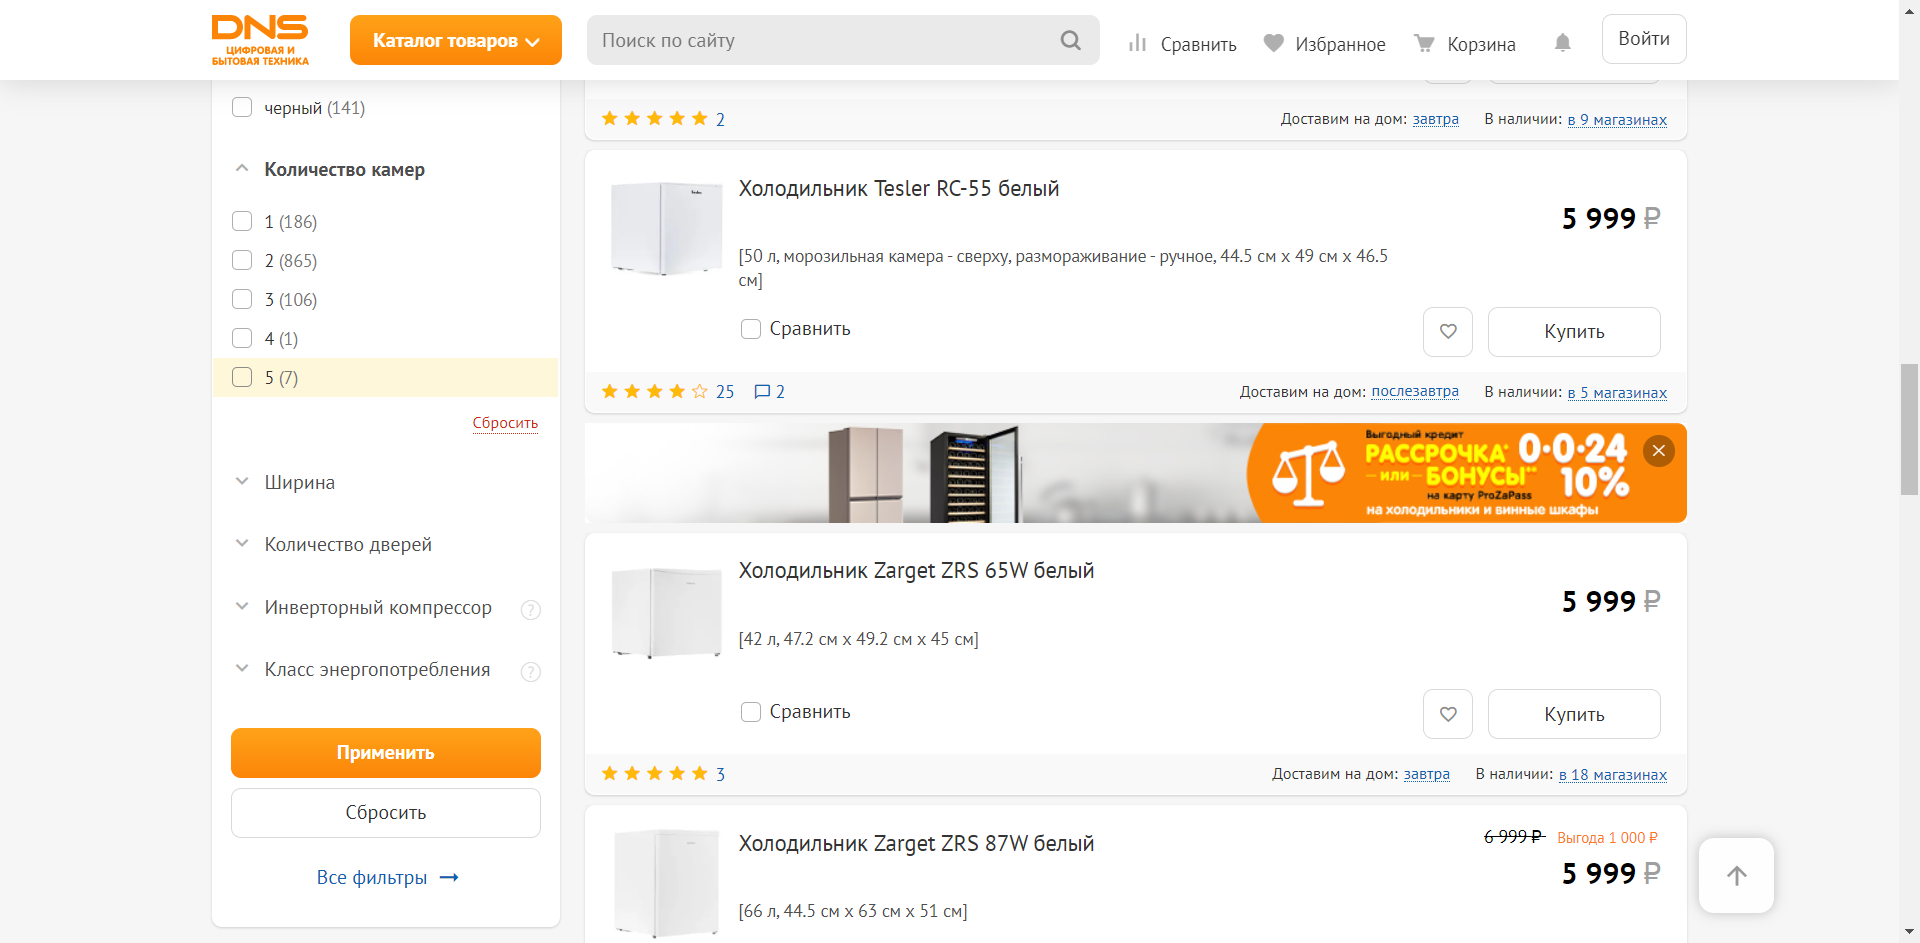 DNS
ЦИФРОВАЯ И
БЫТОВАЯ ТЕХНИКА
Каталог товаров
Поиск по сайту
Сравнить
Избранное
Корзина
Войти
черный (141)
Количество камер
1 (186)
2 (865)
3 (106)
4 (1)
5 (7)
Сбросить
Ширина
Количество дверей
Инверторный компрессор ?
Класс энергопотребления ?
Применить
Сбросить
Все фильтры
2
Доставим на дом: завтра
В наличии: в 9 магазинах
Холодильник Tesler RC-55 белый
5 999 ₽
[50 л, морозильная камера - сверху, размораживание - ручное, 44.5 см x 49 см x 46.5
см]
Сравнить
Купить
25
2
Доставим на дом: послезавтра
В наличии: в 5 магазинах
Выгодный кредит
РАССРОЧКА* 0·0·24
—или— БОНУСЫ** 10%
на карту ProZaPass
на холодильники и винные шкафы
Холодильник Zarget ZRS 65W белый
5 999 ₽
[42 л, 47.2 см x 49.2 см x 45 см]
Сравнить
Купить
3
Доставим на дом: завтра
В наличии: в 18 магазинах
Холодильник Zarget ZRS 87W белый
6 999 ₽ Выгода 1 000 ₽
5 999 ₽
[66 л, 44.5 см x 63 см x 51 см]